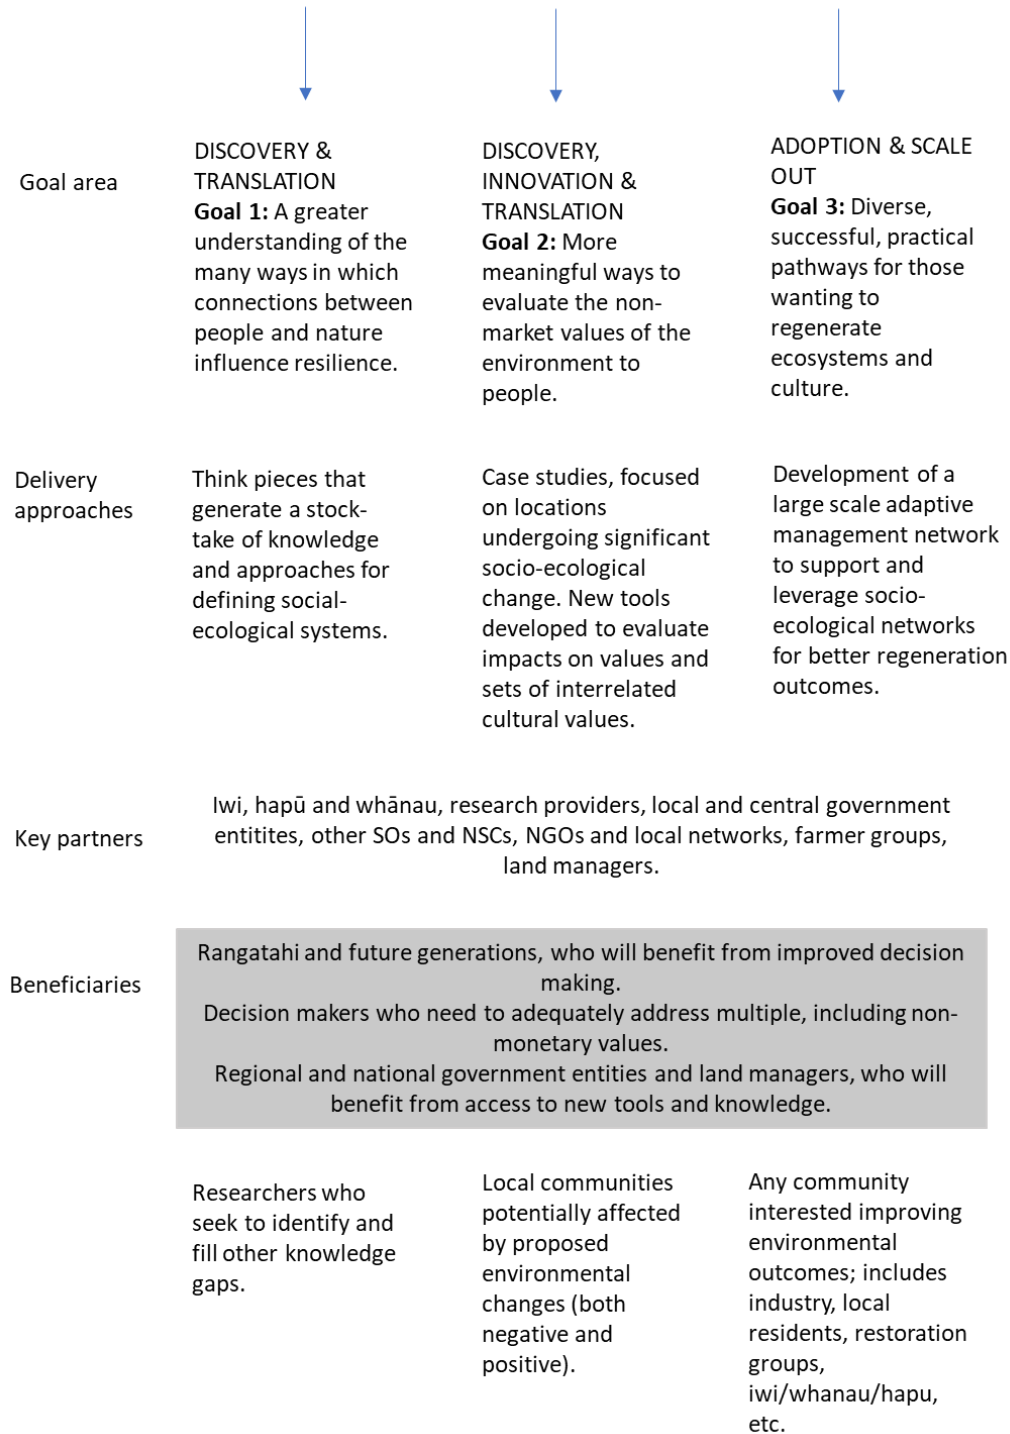 Goal area
DISCOVERY &
TRANSLATION
Goal 1: A greater
understanding of the
many ways in which
connections between
people and nature
influence resilience.
DISCOVERY,
INNOVATION &
TRANSLATION
Goal 2: More
meaningful ways to
evaluate the non-
market values of the
environment to
people.
ADOPTION & SCALE
OUT
Goal 3: Diverse,
successful, practical
pathways for those
wanting to
regenerate
ecosystems and
culture.
Delivery
approaches
Think pieces that
generate a stock-
take of knowledge
and approaches for
defining social-
ecological systems.
Case studies, focused
on locations
undergoing significant
socio-ecological
change. New tools
developed to evaluate
impacts on values and
sets of interrelated
cultural values.
Development of a
large scale adaptive
management network
to support and
leverage socio-
ecological networks
for better regeneration
outcomes.
Key partners
Iwi, hapū and whānau, research providers, local and central government
entitites, other SOs and NSCs, NGOs and local networks, farmer groups,
land managers.
Beneficiaries
Rangatahi and future generations, who will benefit from improved decision
making.
Decision makers who need to adequately address multiple, including non-
monetary values.
Regional and national government entities and land managers, who will
benefit from access to new tools and knowledge.
Researchers who
seek to identify and
fill other knowledge
gaps.
Local communities
potentially affected
by proposed
environmental
changes (both
negative and
positive).
Any community
interested improving
environmental
outcomes; includes
industry, local
residents, restoration
groups,
iwi/whanau/hapu,
etc.